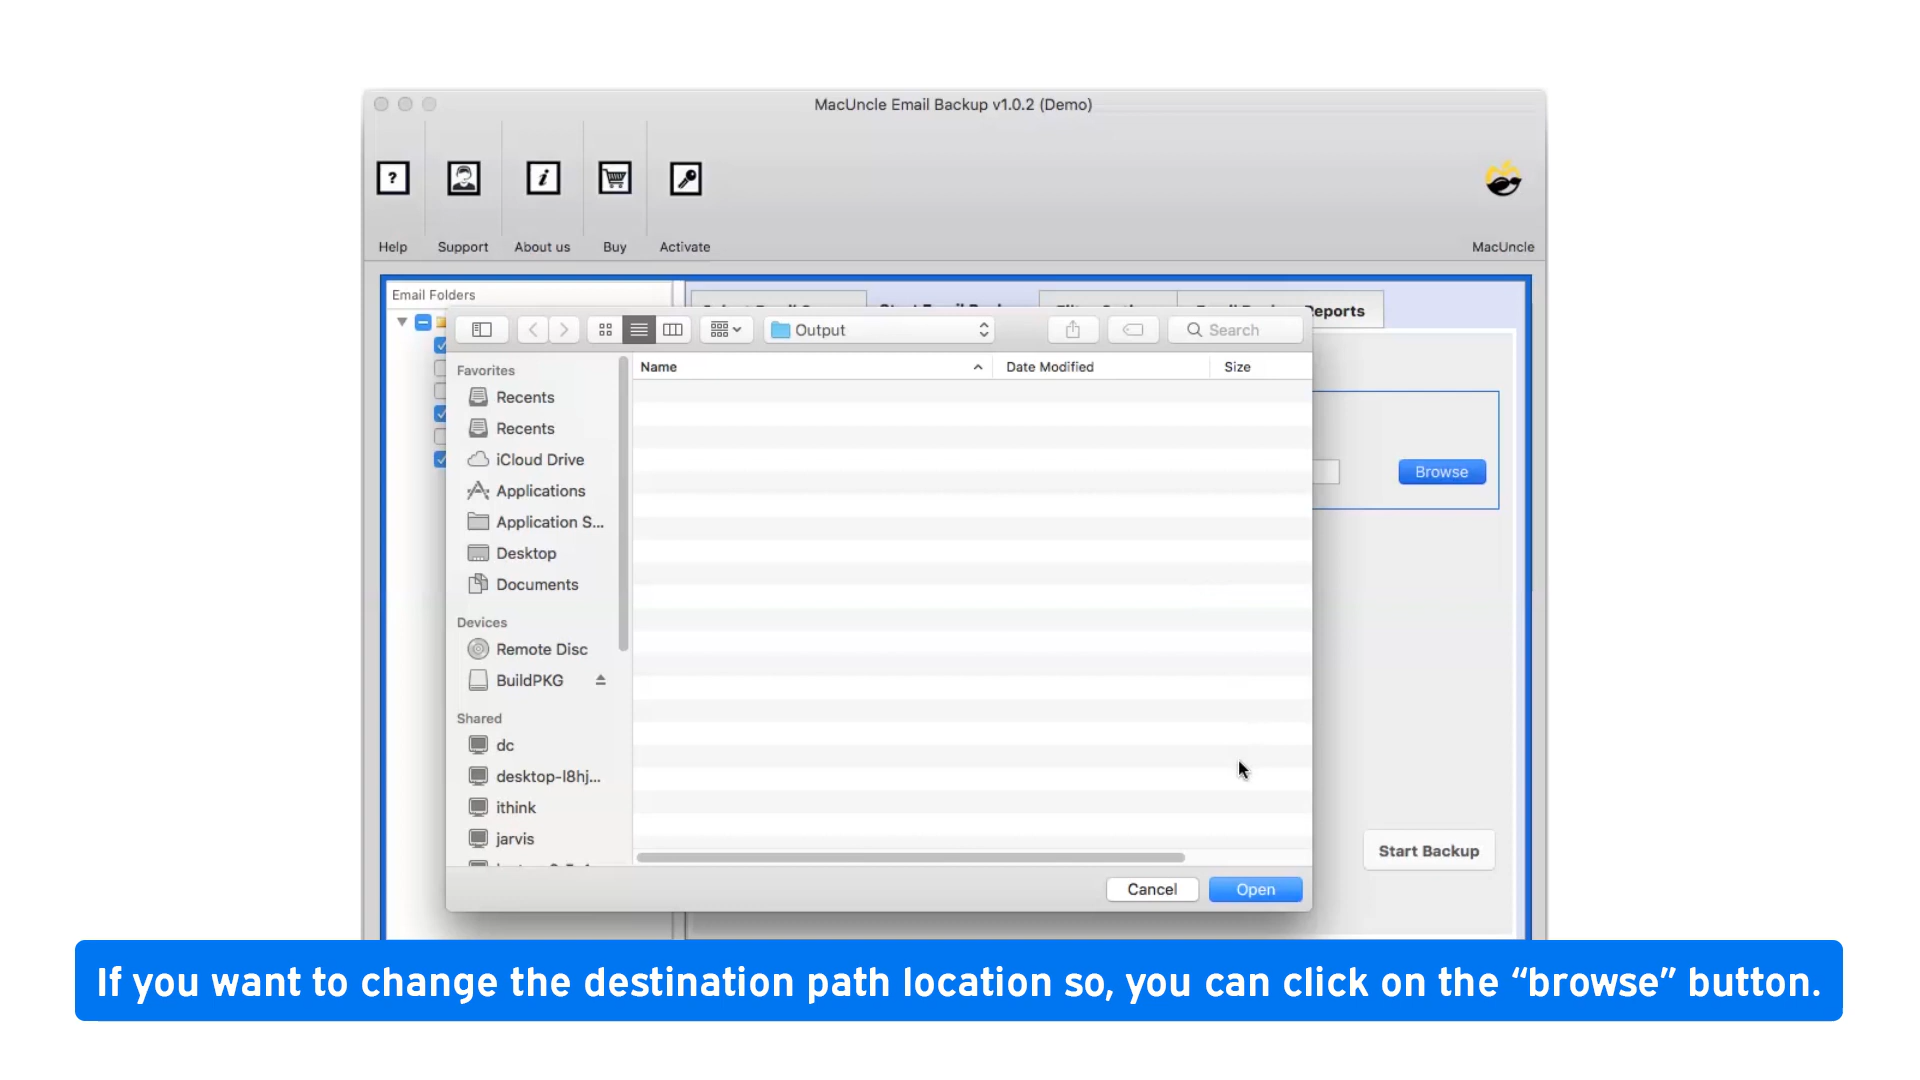 MacUncle Email Backup v1.0.2 (Demo)
?
i
Help
Support
About us
Buy
Activate
MacUncle
Email Folders
Reports
Output
Search
Name
Date Modified
Size
Favorites
Recents
Recents
iCloud Drive
Applications
Application S...
Desktop
Documents
Devices
Remote Disc
BuildPKG
Shared
dc
desktop-l8hj...
ithink
jarvis
Browse
Start Backup
Cancel
Open
If you want to change the destination path location so, you can click on the “browse” button.